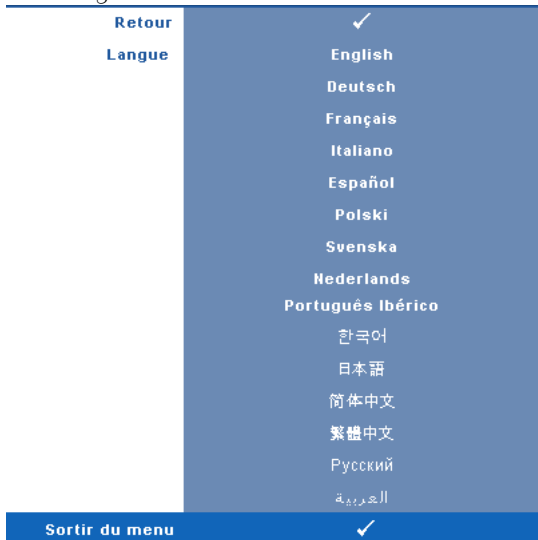 Retour ✓
Langue English
Deutsch
Français
Italiano
Español
Polski
Svenska
Nederlands
Português Ibérico
한국어
日本語
简体中文
繁體中文
Русский
العربية
Sortir du menu ✓